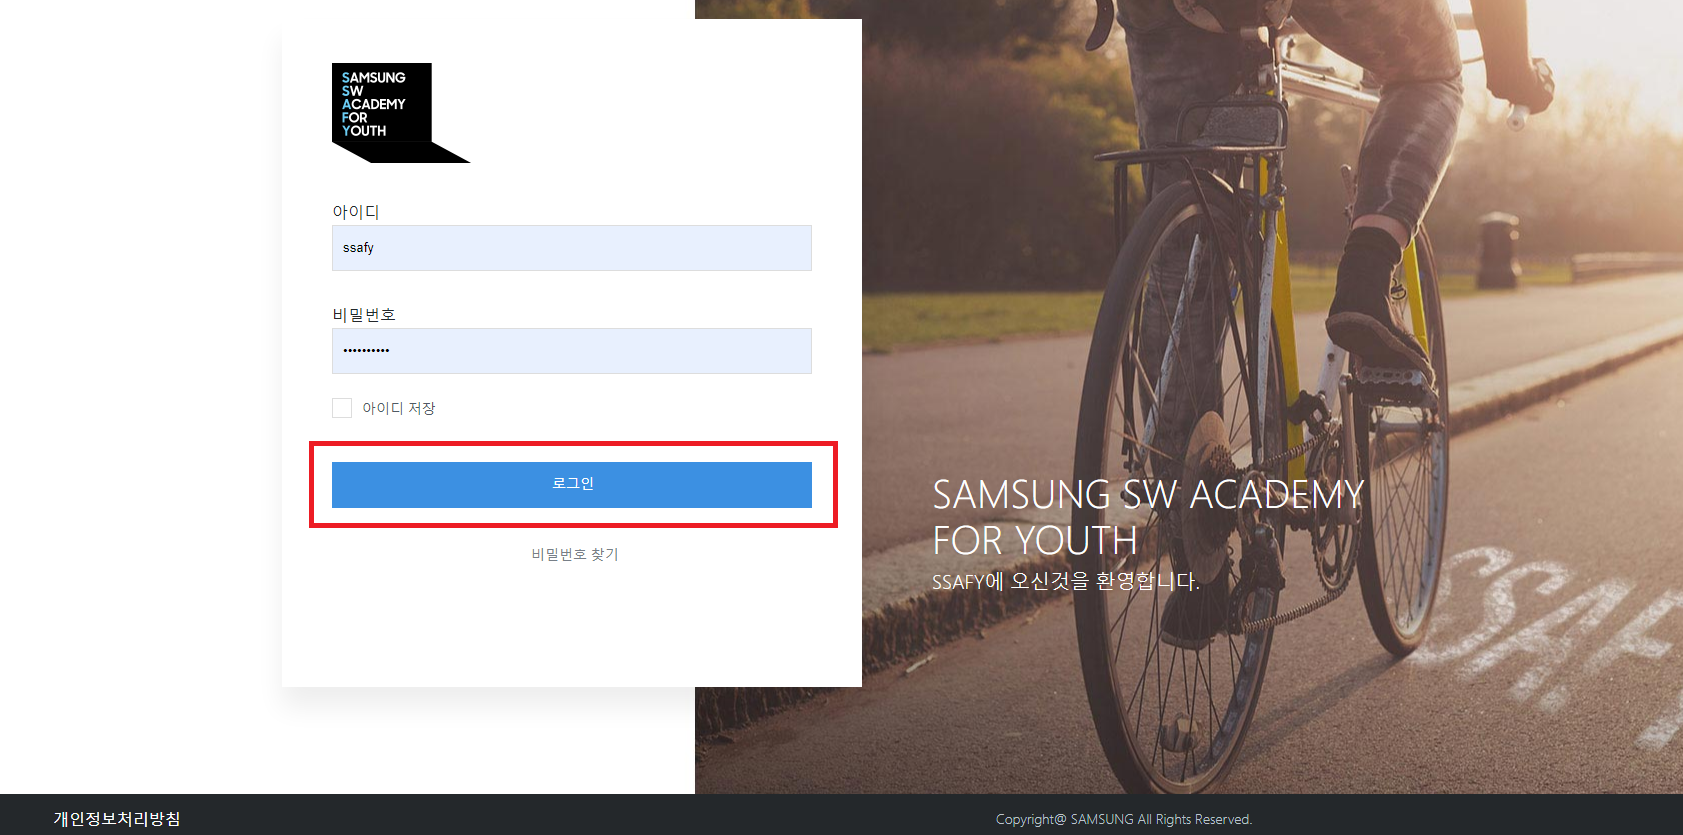 SAMSUNG
SW
ACADEMY
FOR
YOUTH
아이디
ssafy
비밀번호
••••••••••
아이디 저장
로그인
비밀번호 찾기
SAMSUNG SW ACADEMY
FOR YOUTH
SSAFY에 오신것을 환영합니다.
개인정보처리방침
Copyright@ SAMSUNG All Rights Reserved.